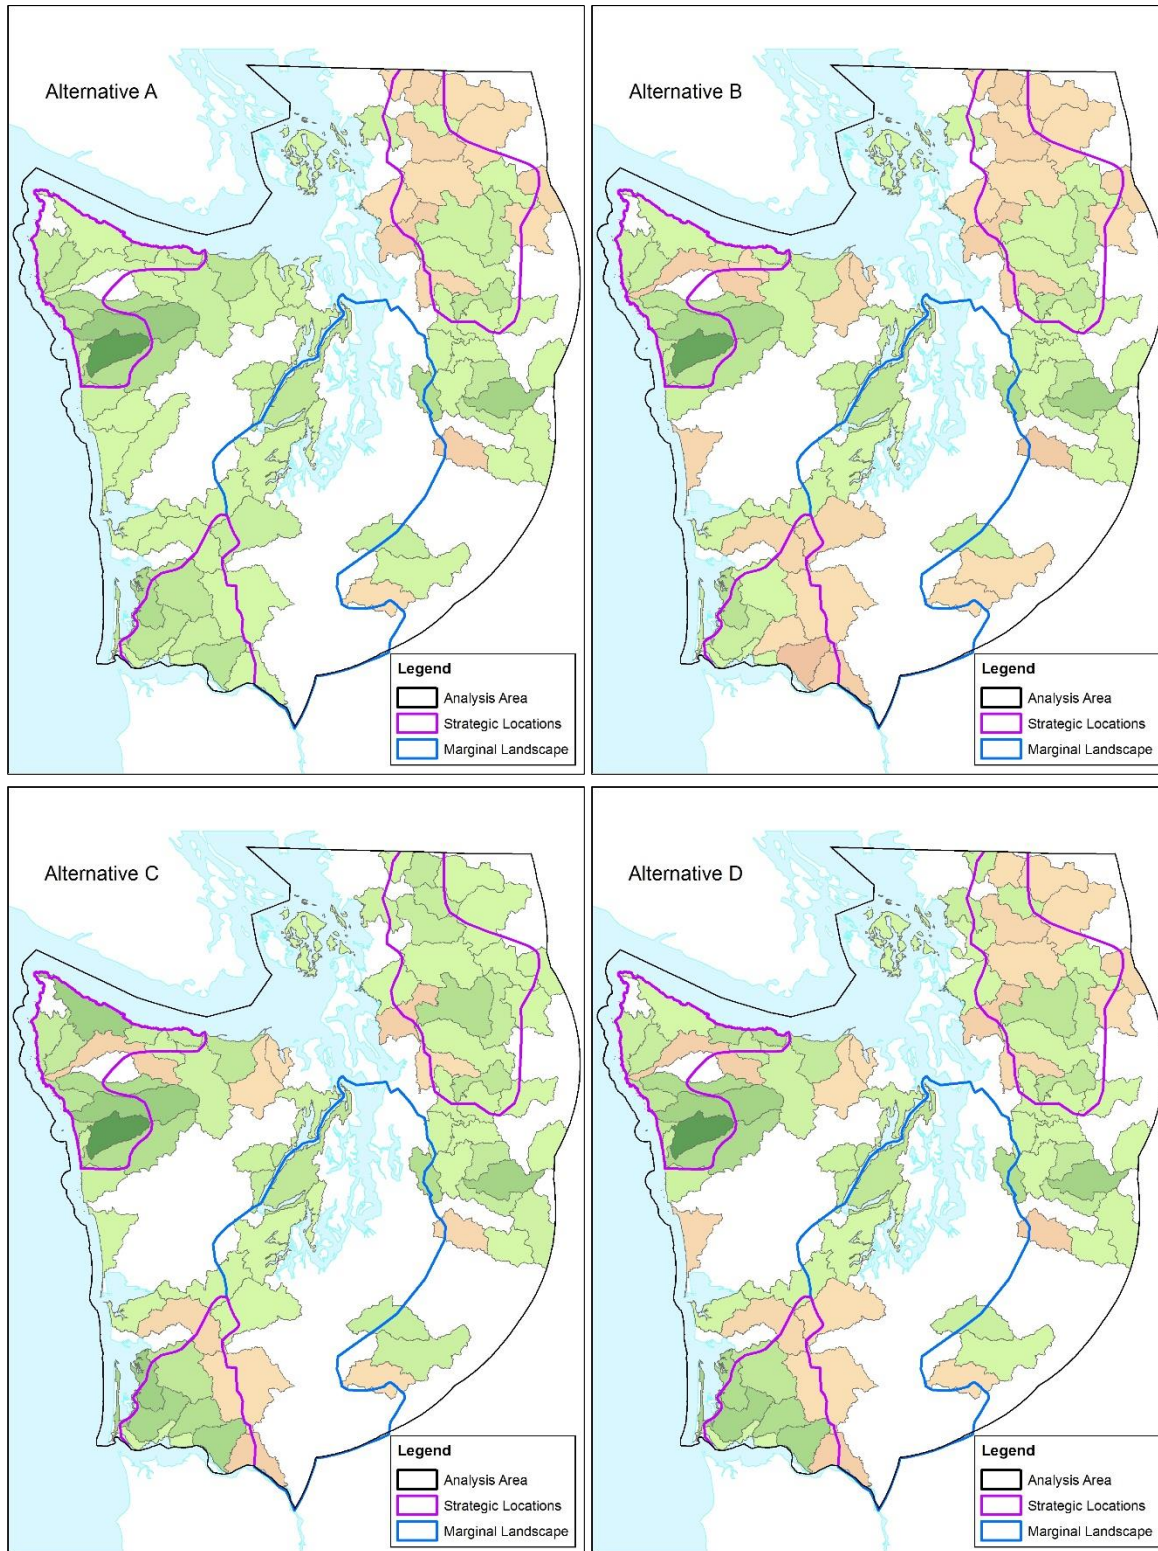 Alternative A
Legend
Analysis Area
Strategic Locations
Marginal Landscape
Alternative B
Legend
Analysis Area
Strategic Locations
Marginal Landscape
Alternative C
Legend
Analysis Area
Strategic Locations
Marginal Landscape
Alternative D
Legend
Analysis Area
Strategic Locations
Marginal Landscape